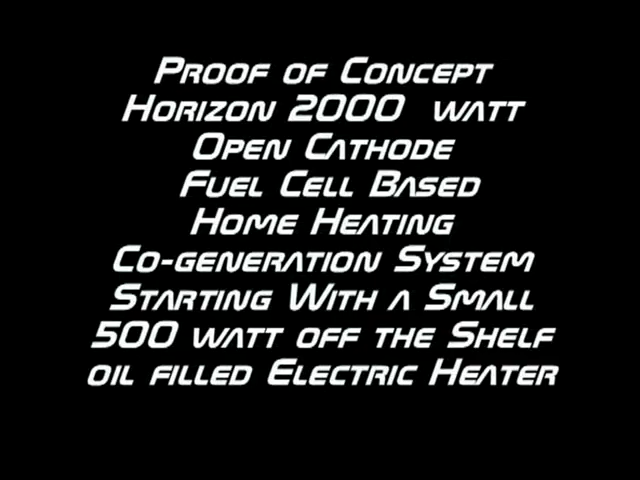 Proof of Concept
Horizon 2000 watt
Open Cathode
Fuel Cell Based
Home Heating
Co-generation System
Starting With a Small
500 watt off the Shelf
oil filled Electric Heater